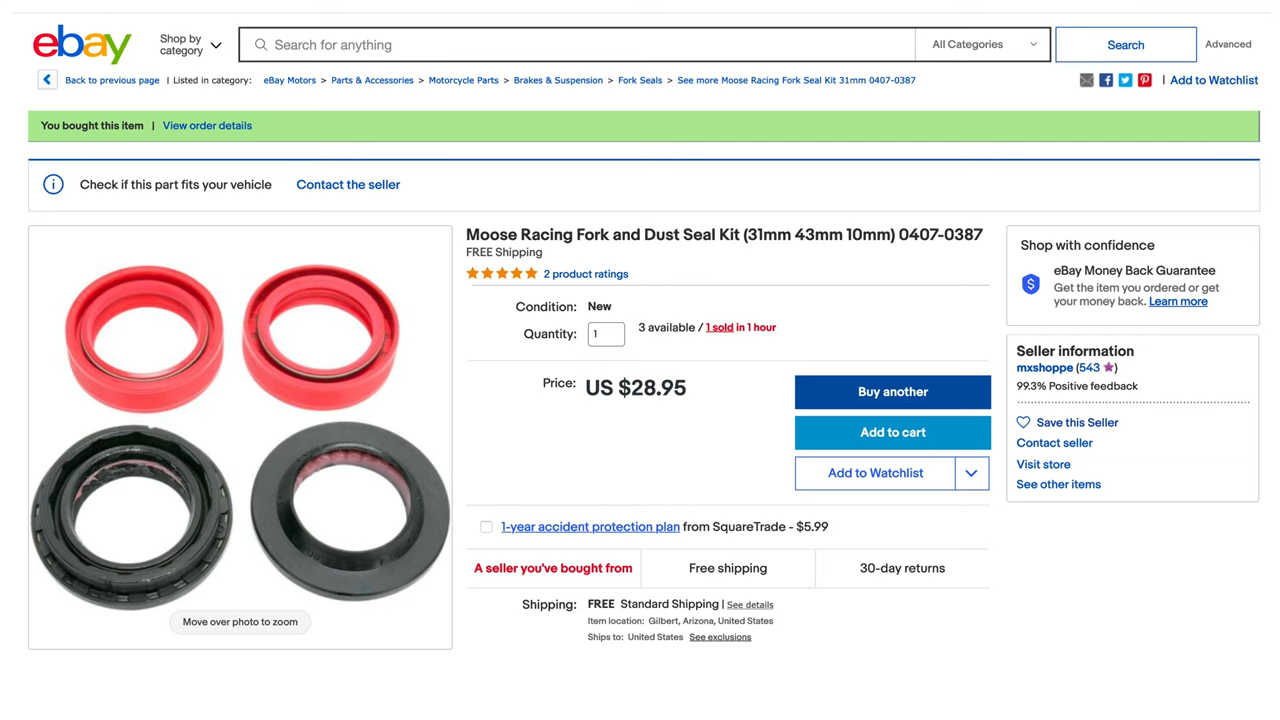 ebay
Shop by
category
Search for anything
All Categories
Search
Advanced
Back to previous page | Listed in category: eBay Motors > Parts & Accessories > Motorcycle Parts > Brakes & Suspension > Fork Seals > See more Moose Racing Fork Seal Kit 31mm 0407-0387
| Add to Watchlist
You bought this item | View order details
Check if this part fits your vehicle Contact the seller
Moose Racing Fork and Dust Seal Kit (31mm 43mm 10mm) 0407-0387
FREE Shipping
2 product ratings
Condition: New
Quantity: 1 3 available / 1 sold in 1 hour
Price: US $28.95
Buy another
Add to cart
Add to Watchlist
1-year accident protection plan from SquareTrade - $5.99
A seller you've bought from Free shipping 30-day returns
Shipping: FREE Standard Shipping | See details
Item location: Gilbert, Arizona, United States
Ships to: United States See exclusions
Move over photo to zoom
Shop with confidence
eBay Money Back Guarantee
Get the item you ordered or get
your money back. Learn more
Seller information
mxshoppe (543)
99.3% Positive feedback
Save this Seller
Contact seller
Visit store
See other items